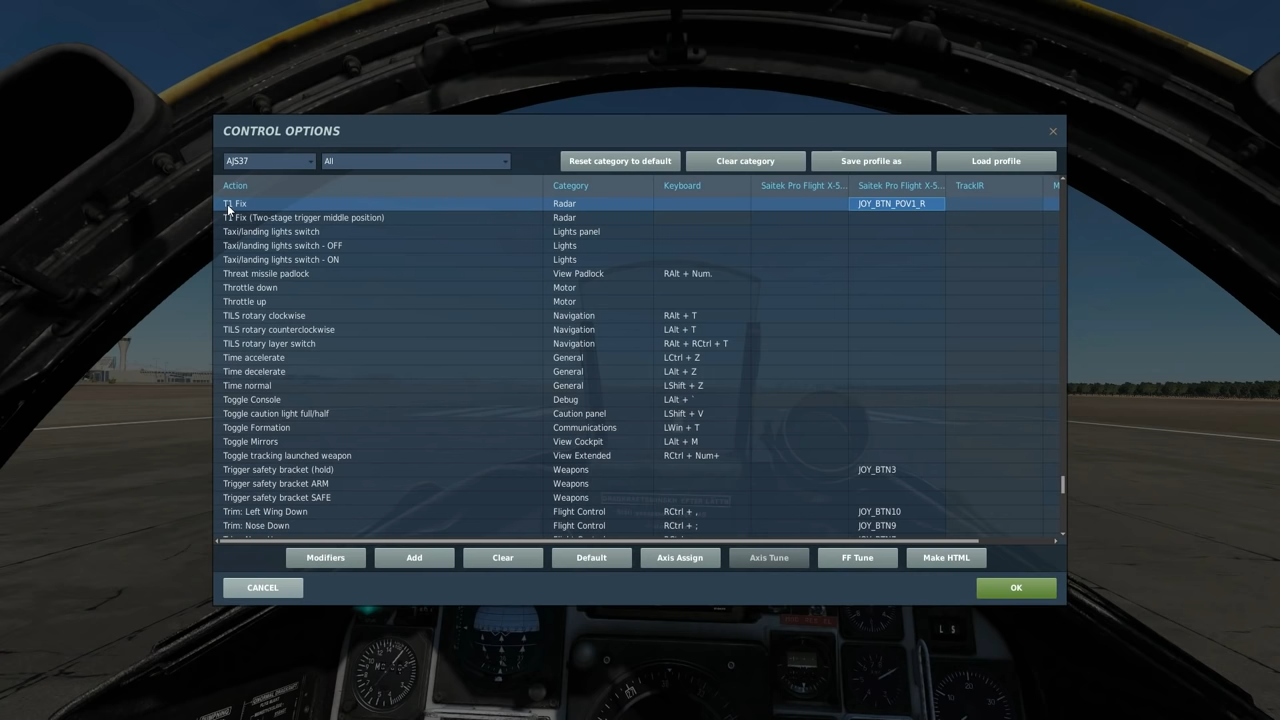 CONTROL OPTIONS ×
AJS37 All Reset category to default Clear category Save profile as Load profile
Action Category Keyboard Saitek Pro Flight X-5... Saitek Pro Flight X-5... TrackIR M
T1 Fix Radar JOY_BTN_POV1_R
T1 Fix (Two-stage trigger middle position) Radar
Taxi/landing lights switch Lights panel
Taxi/landing lights switch - OFF Lights
Taxi/landing lights switch - ON Lights
Threat missile padlock View Padlock RAlt + Num.
Throttle down Motor
Throttle up Motor
TILS rotary clockwise Navigation RAlt + T
TILS rotary counterclockwise Navigation LAlt + T
TILS rotary layer switch Navigation RAlt + RCtrl + T
Time accelerate General LCtrl + Z
Time decelerate General LAlt + Z
Time normal General LShift + Z
Toggle Console Debug LAlt + `
Toggle caution light full/half Caution panel LShift + V
Toggle Formation Communications LWin + T
Toggle Mirrors View Cockpit LAlt + M
Toggle tracking launched weapon View Extended RCtrl + Num+
Trigger safety bracket (hold) Weapons JOY_BTN3
Trigger safety bracket ARM Weapons
Trigger safety bracket SAFE Weapons
Trim: Left Wing Down Flight Control RCtrl + , JOY_BTN10
Trim: Nose Down Flight Control RCtrl + ; JOY_BTN9
Modifiers Add Clear Default Axis Assign Axis Tune FF Tune Make HTML
CANCEL OK
L S